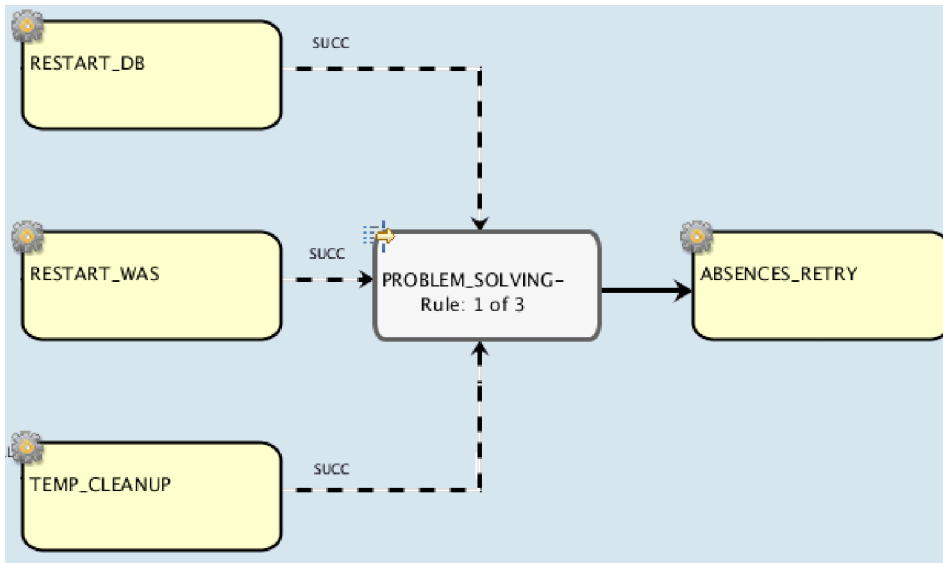 SUCC
RESTART_DB
SUCC
RESTART_WAS
PROBLEM_SOLVING-
Rule: 1 of 3
ABSENCES_RETRY
SUCC
TEMP_CLEANUP